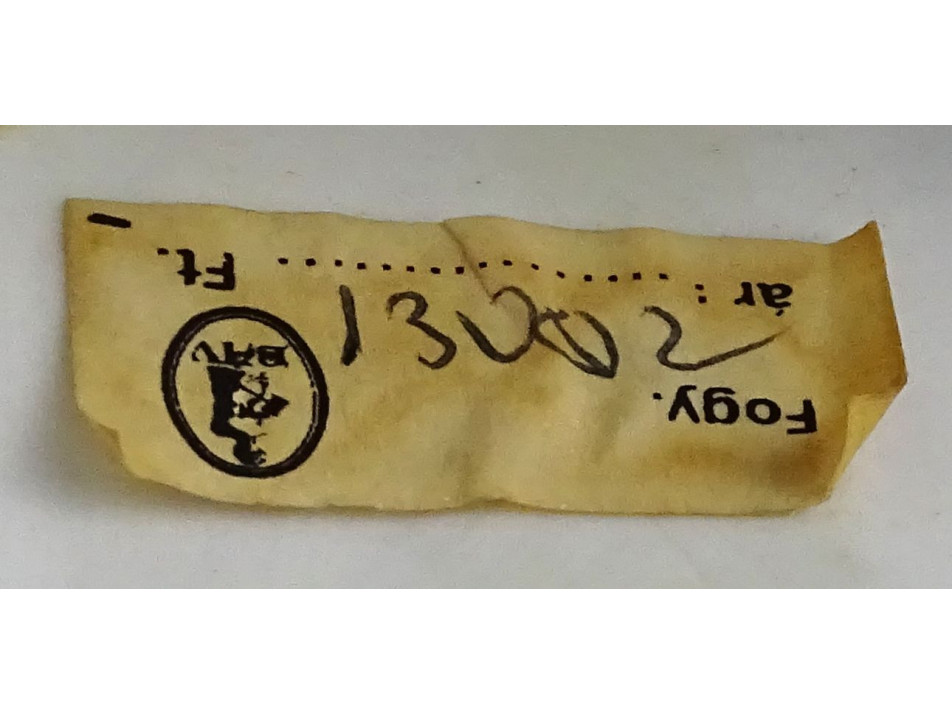 Fogy.
ár: ............... Ft.
BÁV
13002